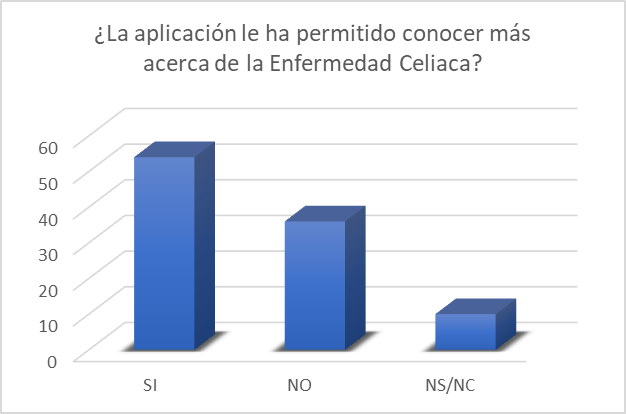 ¿La aplicación le ha permitido conocer más
acerca de la Enfermedad Celiaca?
60
50
40
30
20
10
0
SI NO NS/NC